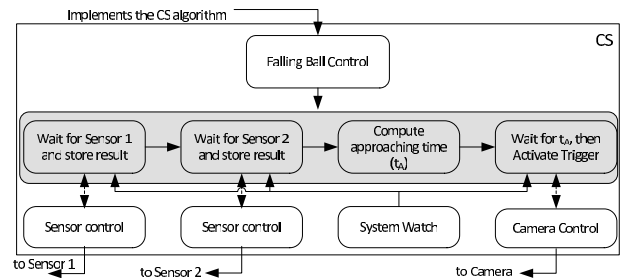 Implements the CS algorithm
CS
Falling Ball Control
Wait for Sensor 1
and store result
Wait for Sensor 2
and store result
Compute
approaching time
(tA)
Wait for tA, then
Activate Trigger
Sensor control
Sensor control
System Watch
Camera Control
to Sensor 1
to Sensor 2
to Camera